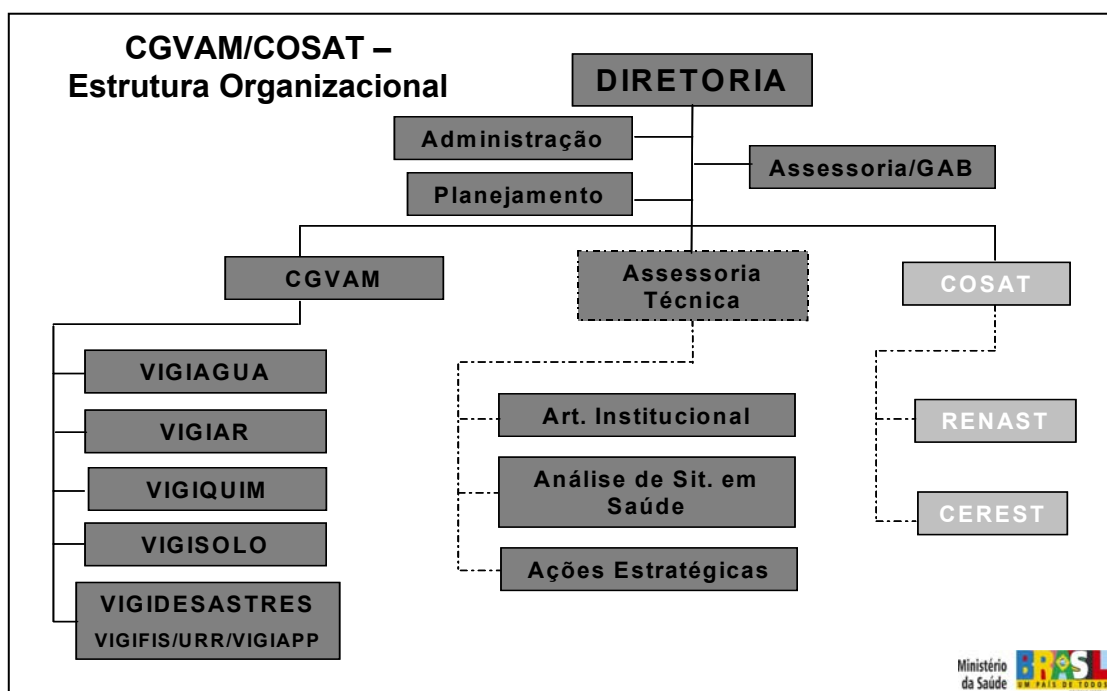 CGVAM/COSAT –
Estrutura Organizacional
DIRETORIA
Administração
Assessoria/GAB
Planejamento
CGVAM
Assessoria
Técnica
COSAT
VIGIAGUA
VIGIAR
VIGIQUIM
VIGISOLO
VIGIDESASTRES
VIGIFIS/URR/VIGIAPP
Art. Institucional
Análise de Sit. em
Saúde
Ações Estratégicas
RENAST
CEREST
Ministério
da Saúde
BRASIL
UM PAÍS DE TODOS